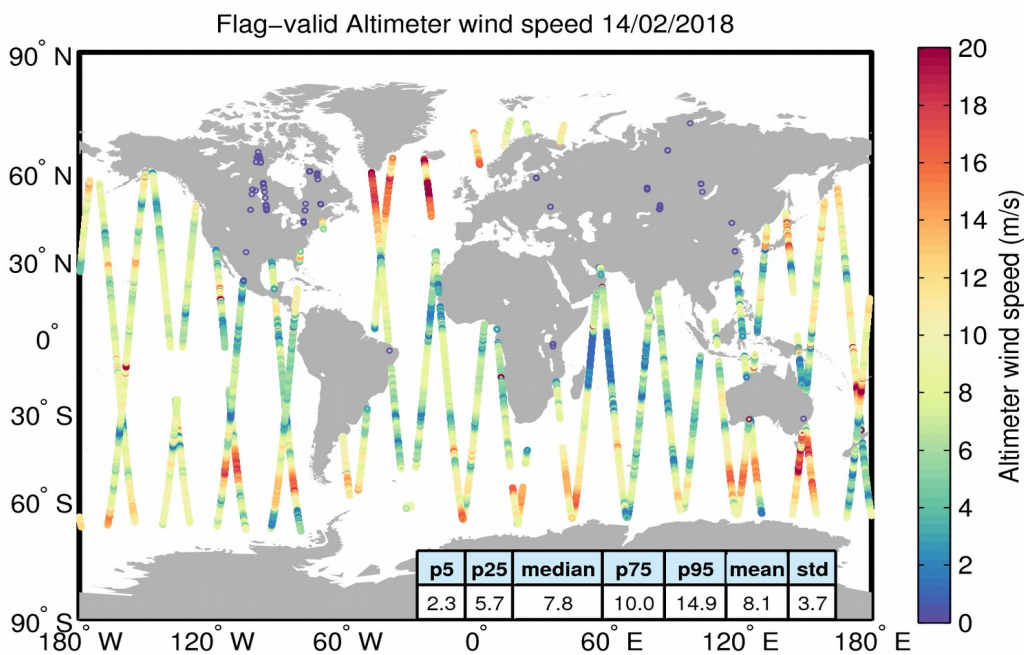 Flag−valid Altimeter wind speed 14/02/2018
90° N
60° N
30° N
0°
30° S
60° S
90° S
180° W
120° W
60° W
0°
60° E
120° E
180° E
p5 p25 median p75 p95 mean std
2.3 5.7 7.8 10.0 14.9 8.1 3.7
20
18
16
14
12
10
8
6
4
2
0
Altimeter wind speed (m/s)